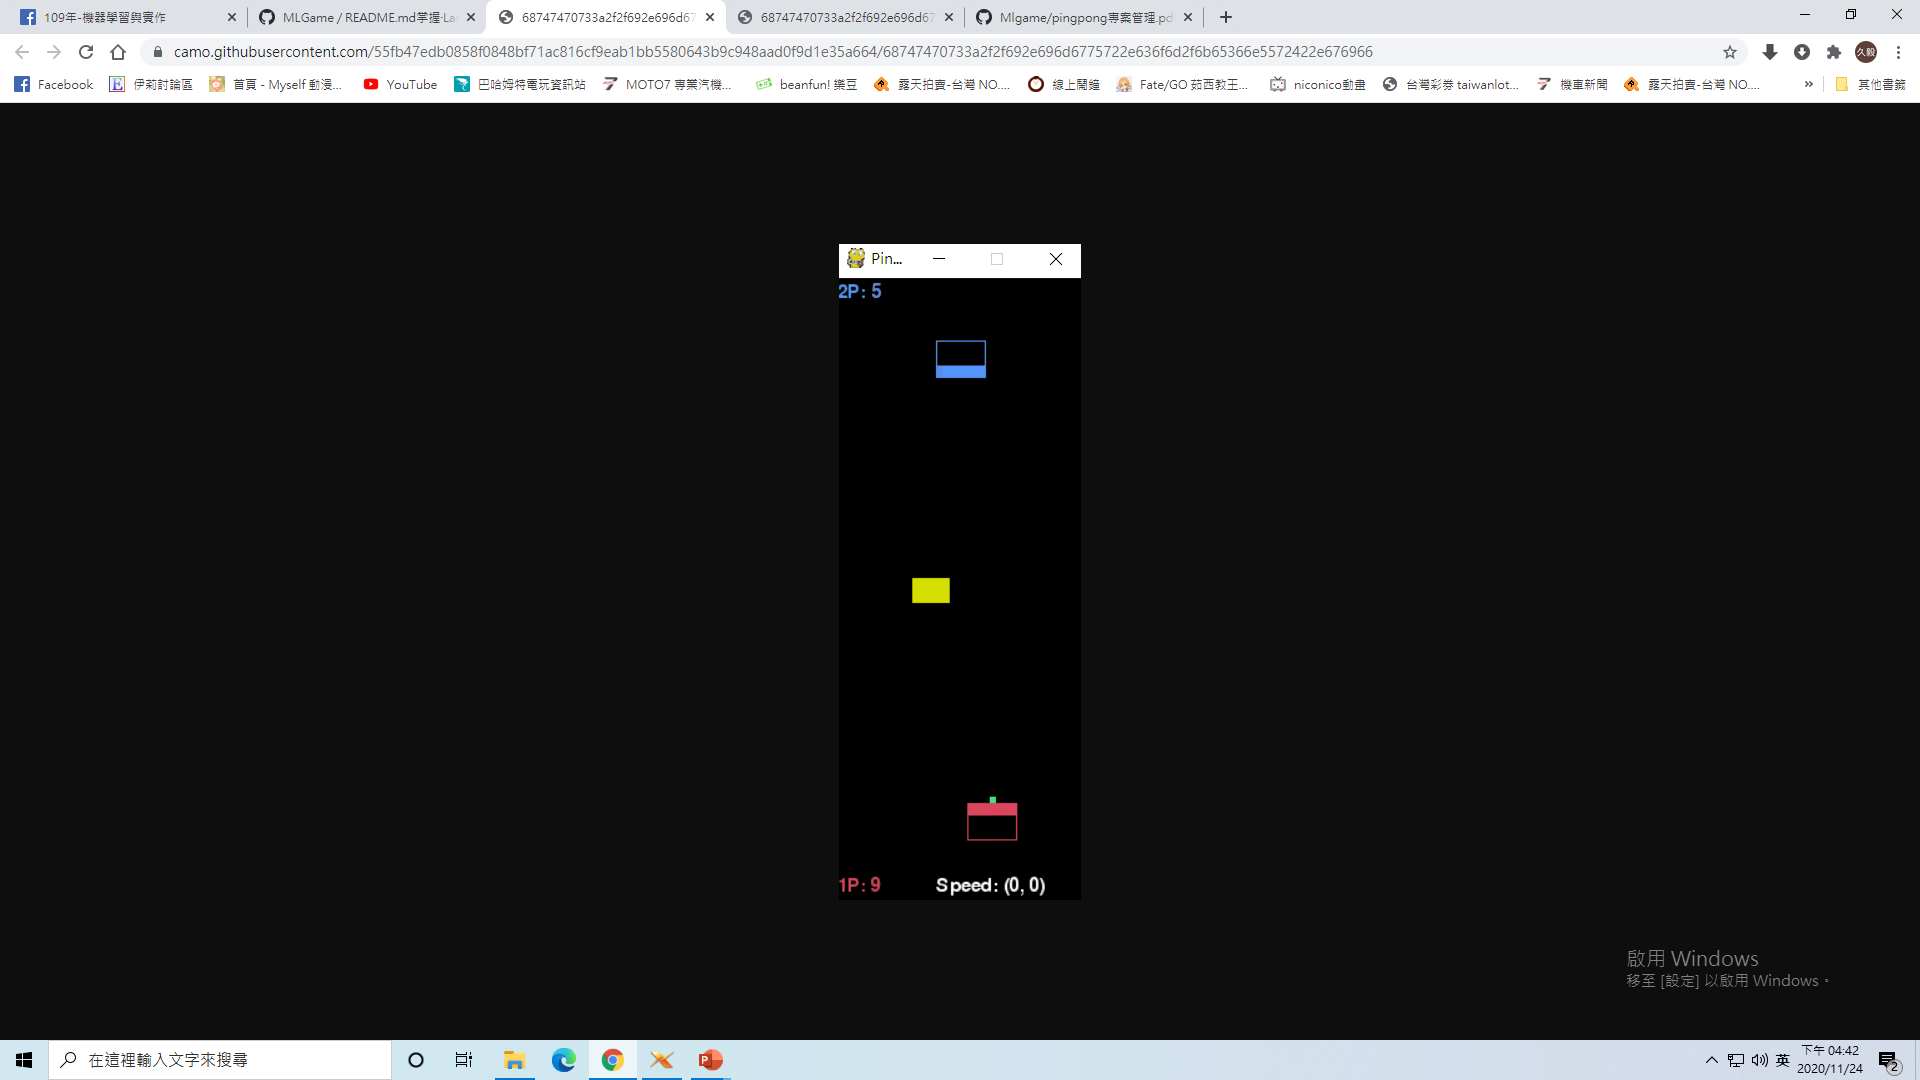 109年-機器學習與實作
MLGame / README.md掌握·La
68747470733a2f2f692e696d67
68747470733a2f2f692e696d67
Mlgame/pingpong專案管理.pd
camo.githubusercontent.com/55fb47edb0858f0848bf71ac816cf9eab1bb5580643b9c948aad0f9d1e35a664/68747470733a2f2f692e696d6775722e636f6d2f6b65366e5572422e676966
久毅
Facebook
伊莉討論區
首頁 - Myself 動漫...
YouTube
巴哈姆特電玩資訊站
MOTO7 專業汽機...
beanfun! 樂豆
露天拍賣-台灣 NO....
線上鬧鐘
Fate/GO 茹西教王...
niconico動畫
台灣彩券 taiwanlot...
機車新聞
露天拍賣-台灣 NO....
»
其他書籤
Pin...
2P: 5
1P: 9
Speed: (0, 0)
啟用 Windows
移至 [設定] 以啟用 Windows。
在這裡輸入文字來搜尋
英
下午 04:42
2020/11/24
2